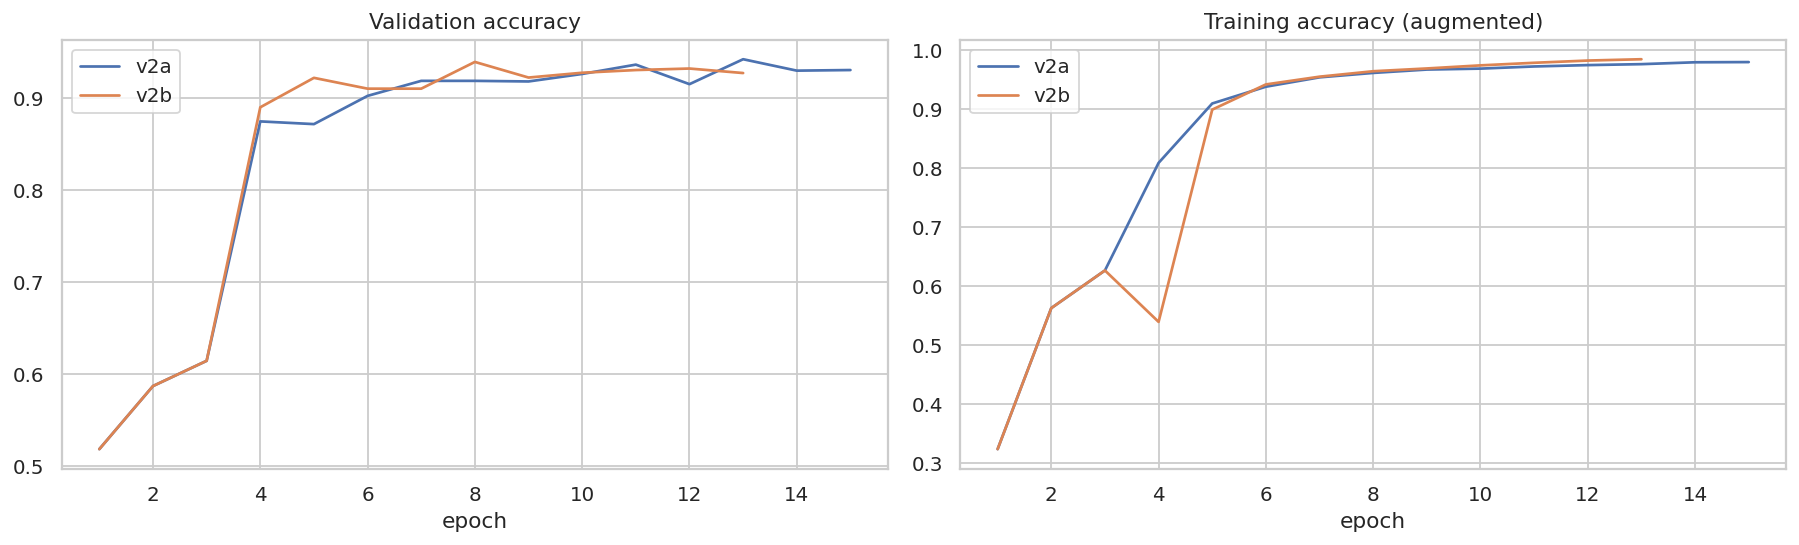 Validation accuracy
v2a
v2b
0.9
0.8
0.7
0.6
0.5
2 4 6 8 10 12 14
epoch
Training accuracy (augmented)
v2a
v2b
1.0
0.9
0.8
0.7
0.6
0.5
0.4
0.3
2 4 6 8 10 12 14
epoch